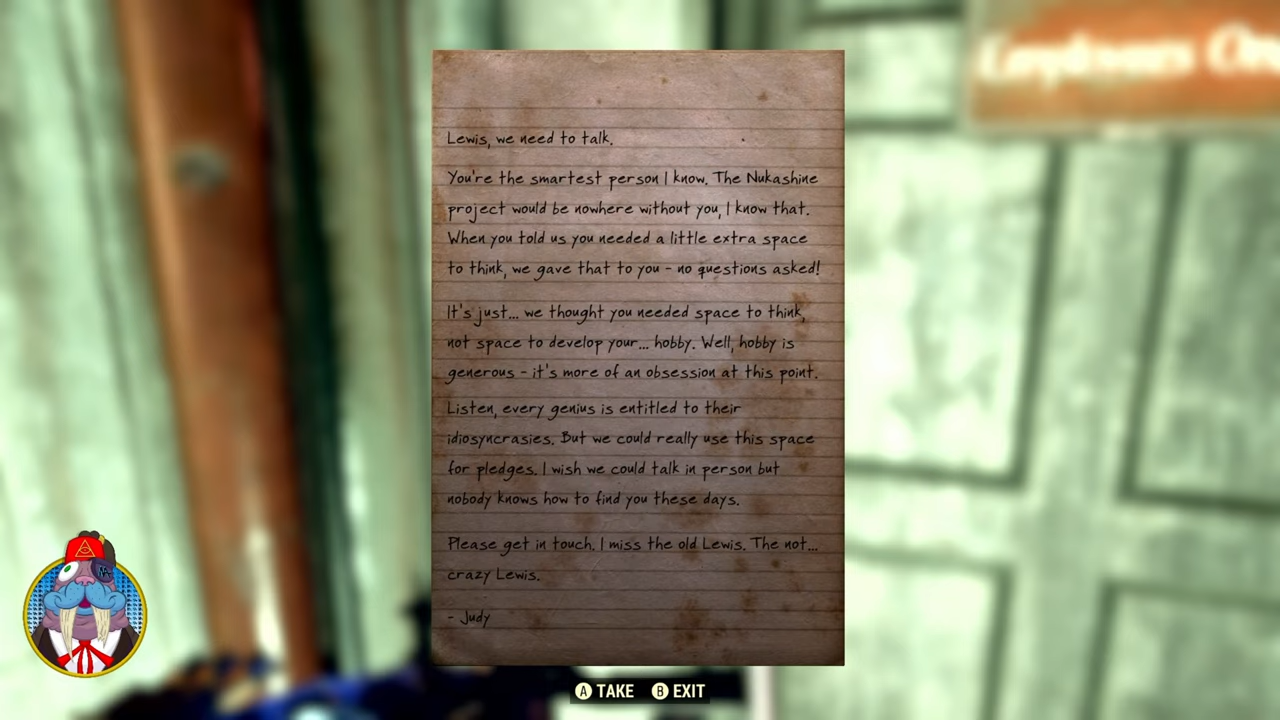 Lewis, we need to talk.
You're the smartest person I know. The Nukashine
project would be nowhere without you, I know that.
When you told us you needed a little extra space
to think, we gave that to you - no questions asked!
It's just... we thought you needed space to think,
not space to develop your... hobby. Well, hobby is
generous - it's more of an obsession at this point.
Listen, every genius is entitled to their
idiosyncrasies. But we could really use this space
for pledges. I wish we could talk in person but
nobody knows how to find you these days.
Please get in touch. I miss the old Lewis. The not...
crazy Lewis.
- Judy
A TAKE B EXIT